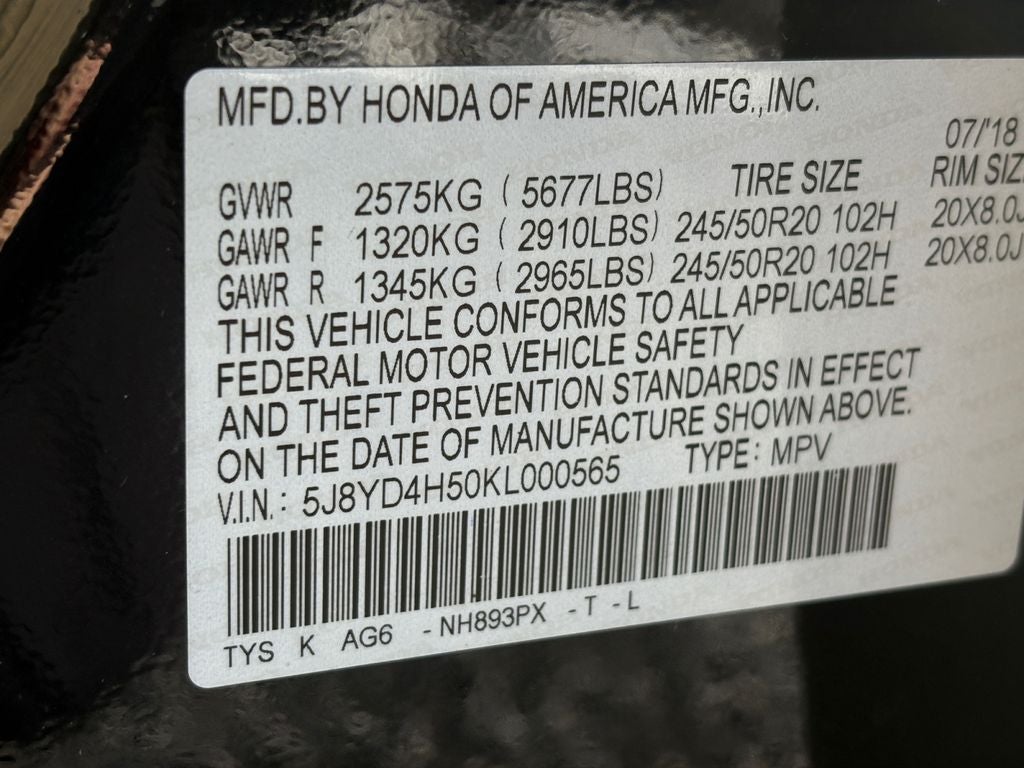 MFD.BY HONDA OF AMERICA MFG.,INC.
07/'18
GVWR 2575KG ( 5677LBS) TIRE SIZE RIM SIZ
GAWR F 1320KG ( 2910LBS) 245/50R20 102H 20X8.0J
GAWR R 1345KG ( 2965LBS) 245/50R20 102H 20X8.0J
THIS VEHICLE CONFORMS TO ALL APPLICABLE
FEDERAL MOTOR VEHICLE SAFETY
AND THEFT PREVENTION STANDARDS IN EFFECT
ON THE DATE OF MANUFACTURE SHOWN ABOVE.
V.I.N.: 5J8YD4H50KL000565 TYPE: MPV
TYS K AG6 - NH893PX - T - L